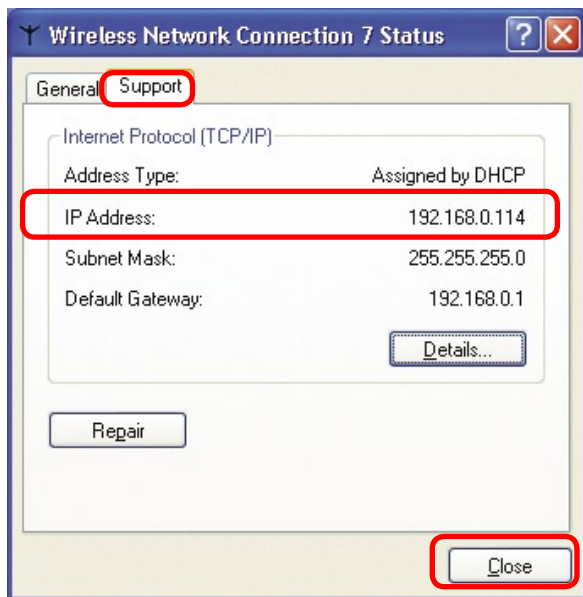 Wireless Network Connection 7 Status
General Support
Internet Protocol (TCP/IP)
Address Type: Assigned by DHCP
IP Address: 192.168.0.114
Subnet Mask: 255.255.255.0
Default Gateway: 192.168.0.1
Details...
Repair
Close